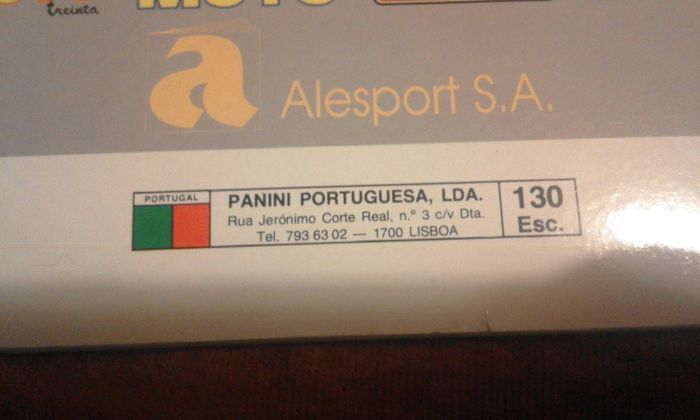 treinta
MOTO
a
Alesport S.A.
PORTUGAL
PANINI PORTUGUESA, LDA.
Rua Jerónimo Corte Real, n.º 3 c/v Dta.
Tel. 793 63 02 — 1700 LISBOA
130
Esc.